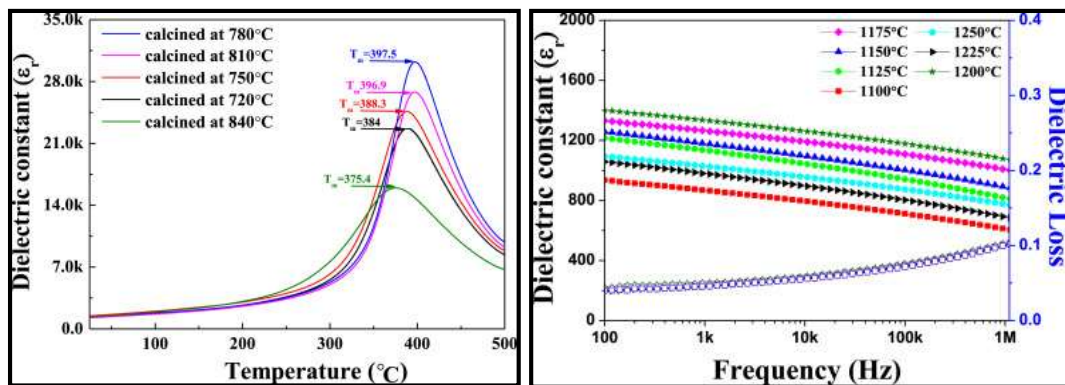 35.0k
28.0k
21.0k
14.0k
7.0k
0.0
Dielectric constant (εr)
calcined at 780°C
calcined at 810°C
calcined at 750°C
calcined at 720°C
calcined at 840°C
Tm=397.5
Tm=396.9
Tm=388.3
Tm=384
Tm=375.4
100 200 300 400 500
Temperature (°C)
2000
1600
1200
800
400
0
Dielectric constant (εr)
1175°C 1250°C
1150°C 1225°C
1125°C 1200°C
1100°C
0.4
0.3
0.2
0.1
0.0
Dielectric Loss
100 1k 10k 100k 1M
Frequency (Hz)